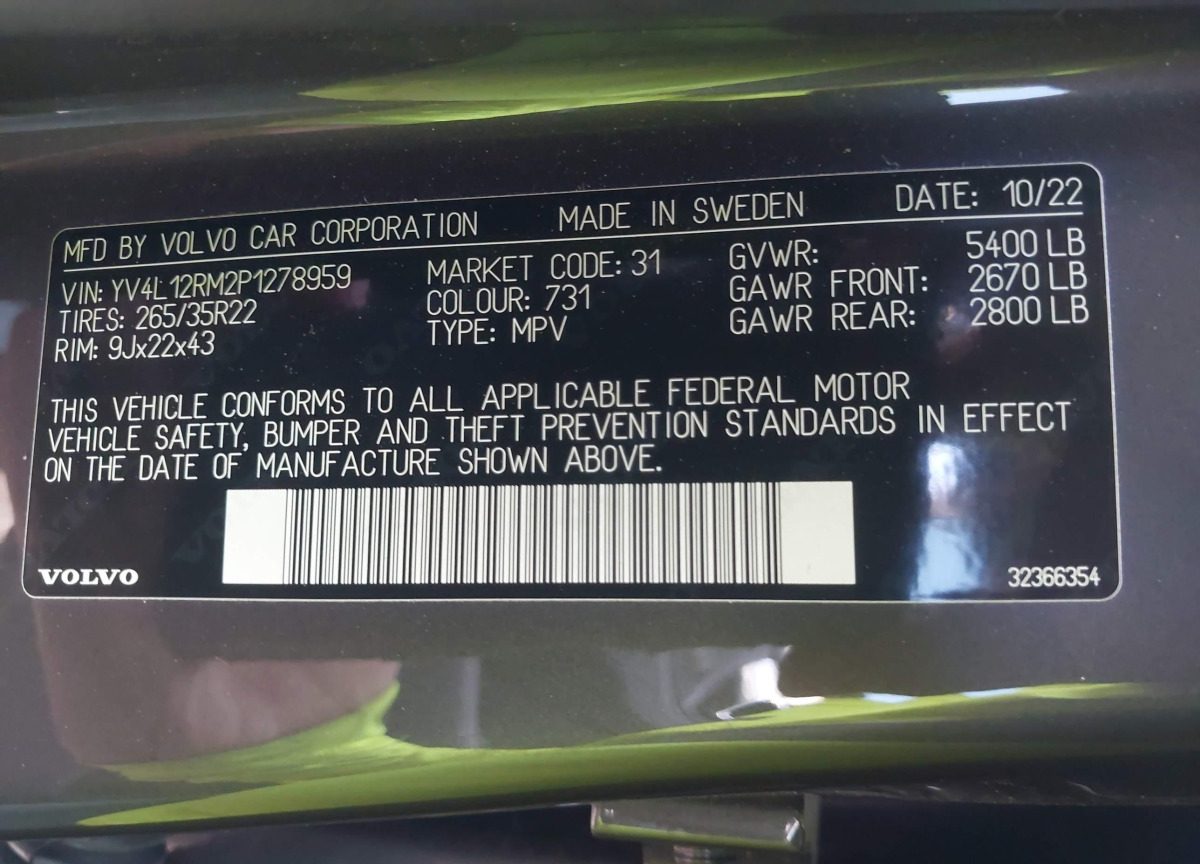 MFD BY VOLVO CAR CORPORATION MADE IN SWEDEN DATE: 10/22
VIN: YV4L12RM2P1278959 MARKET CODE: 31 GVWR: 5400 LB
TIRES: 265/35R22 COLOUR: 731 GAWR FRONT: 2670 LB
RIM: 9Jx22x43 TYPE: MPV GAWR REAR: 2800 LB
THIS VEHICLE CONFORMS TO ALL APPLICABLE FEDERAL MOTOR
VEHICLE SAFETY, BUMPER AND THEFT PREVENTION STANDARDS IN EFFECT
ON THE DATE OF MANUFACTURE SHOWN ABOVE.
VOLVO 32366354